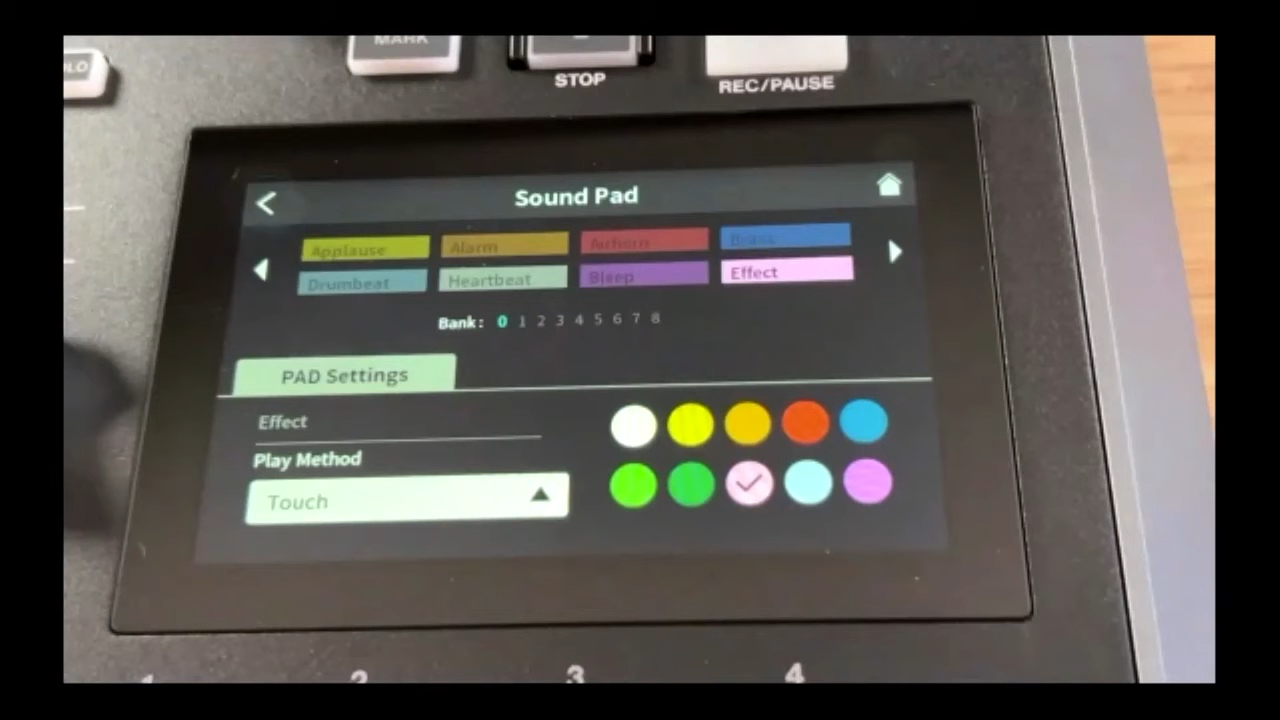 MARK
STOP
REC/PAUSE
Sound Pad
Applause Alarm Airhorn Brass
Drumbeat Heartbeat Bleep Effect
Bank: 0 1 2 3 4 5 6 7 8
PAD Settings
Effect
Play Method
Touch
2 3 4